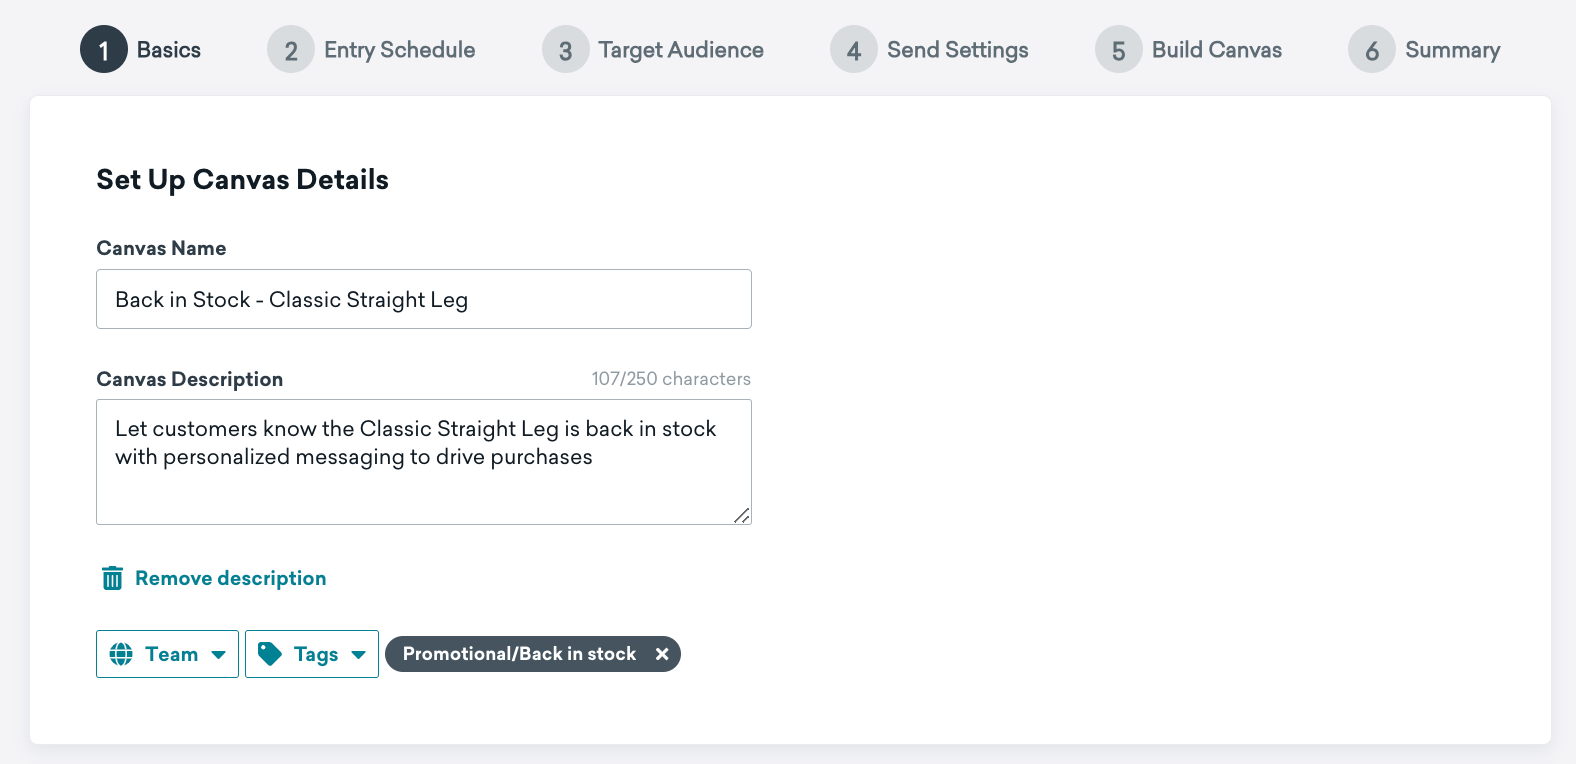 1 Basics 2 Entry Schedule 3 Target Audience 4 Send Settings 5 Build Canvas 6 Summary
Set Up Canvas Details
Canvas Name
Back in Stock - Classic Straight Leg
Canvas Description 107/250 characters
Let customers know the Classic Straight Leg is back in stock
with personalized messaging to drive purchases
Remove description
Team Tags Promotional/Back in stock